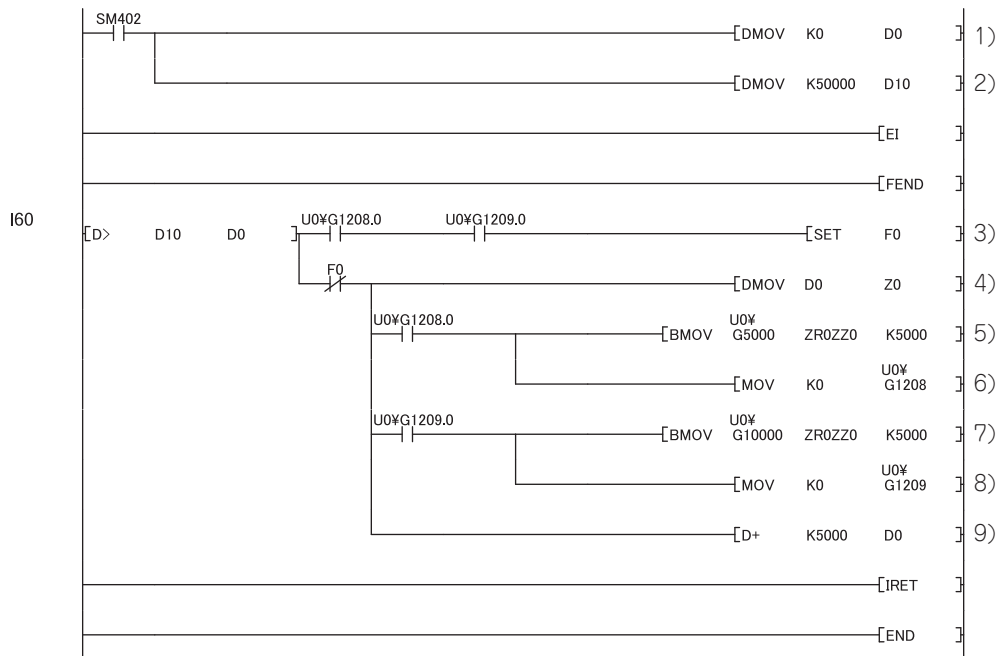 SM402
[DMOV K0 D0 ] 1)
[DMOV K50000 D10 ] 2)
[EI ]
[FEND ]
I60
[D> D10 D0 ] U0¥G1208.0 U0¥G1209.0 [SET F0 ] 3)
F0
[DMOV D0 Z0 ] 4)
U0¥G1208.0 U0¥
[BMOV G5000 ZR0ZZ0 K5000 ] 5)
U0¥
[MOV K0 G1208 ] 6)
U0¥G1209.0 U0¥
[BMOV G10000 ZR0ZZ0 K5000 ] 7)
U0¥
[MOV K0 G1209 ] 8)
[D+ K5000 D0 ] 9)
[IRET ]
[END ]